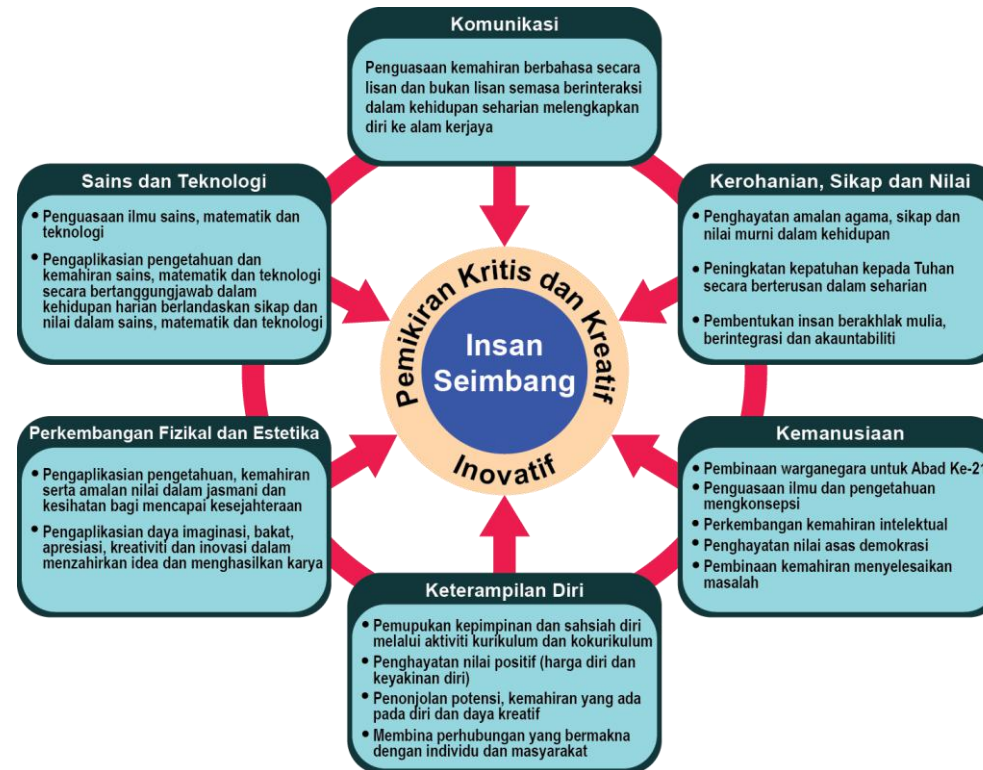 Komunikasi
Penguasaan kemahiran berbahasa secara
lisan dan bukan lisan semasa berinteraksi
dalam kehidupan seharian melengkapkan
diri ke alam kerjaya
Sains dan Teknologi
• Penguasaan ilmu sains, matematik dan
teknologi
• Pengaplikasian pengetahuan dan
kemahiran sains, matematik dan teknologi
secara bertanggungjawab dalam
kehidupan harian berlandaskan sikap dan
nilai dalam sains, matematik dan teknologi
Kerohanian, Sikap dan Nilai
• Penghayatan amalan agama, sikap dan
nilai murni dalam kehidupan
• Peningkatan kepatuhan kepada Tuhan
secara berterusan dalam seharian
• Pembentukan insan berakhlak mulia,
berintegrasi dan akauntabiliti
Pemikiran Kritis dan Kreatif
Insan
Seimbang
Inovatif
Perkembangan Fizikal dan Estetika
• Pengaplikasian pengetahuan, kemahiran
serta amalan nilai dalam jasmani dan
kesihatan bagi mencapai kesejahteraan
• Pengaplikasian daya imaginasi, bakat,
apresiasi, kreativiti dan inovasi dalam
menzahirkan idea dan menghasilkan karya
Kemanusiaan
• Pembinaan warganegara untuk Abad Ke-21
• Penguasaan ilmu dan pengetahuan
mengkonsepsi
• Perkembangan kemahiran intelektual
• Penghayatan nilai asas demokrasi
• Pembinaan kemahiran menyelesaikan
masalah
Keterampilan Diri
• Pemupukan kepimpinan dan sahsiah diri
melalui aktiviti kurikulum dan kokurikulum
• Penghayatan nilai positif (harga diri dan
keyakinan diri)
• Penonjolan potensi, kemahiran yang ada
pada diri dan daya kreatif
• Membina perhubungan yang bermakna
dengan individu dan masyarakat